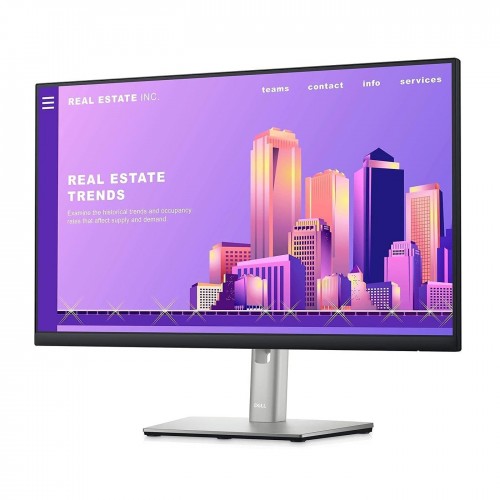 REAL ESTATE INC.
teams contact info services
REAL ESTATE
TRENDS
Examine the historical trends and occupancy
rates that affect supply and demand.
DELL